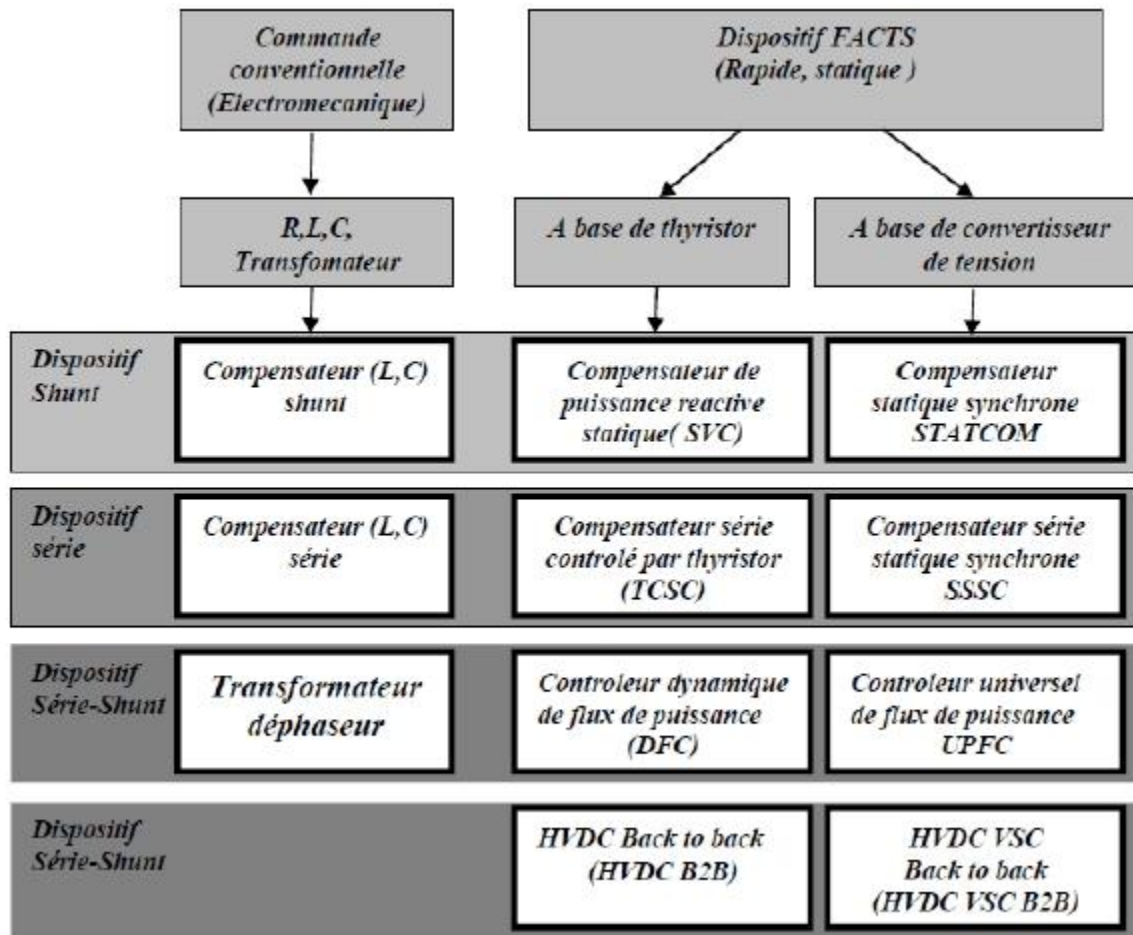 Commande
conventionnelle
(Electromecanique)
Dispositif FACTS
(Rapide, statique )
R,L,C,
Transfomateur
A base de thyristor
A base de convertisseur
de tension
Dispositif
Shunt
Compensateur (L,C)
shunt
Compensateur de
puissance reactive
statique( SVC)
Compensateur
statique synchrone
STATCOM
Dispositif
série
Compensateur (L,C)
série
Compensateur série
controlé par thyristor
(TCSC)
Compensateur série
statique synchrone
SSSC
Dispositif
Série-Shunt
Transformateur
déphaseur
Controleur dynamique
de flux de puissance
(DFC)
Controleur universel
de flux de puissance
UPFC
Dispositif
Série-Shunt
HVDC Back to back
(HVDC B2B)
HVDC VSC
Back to back
(HVDC VSC B2B)